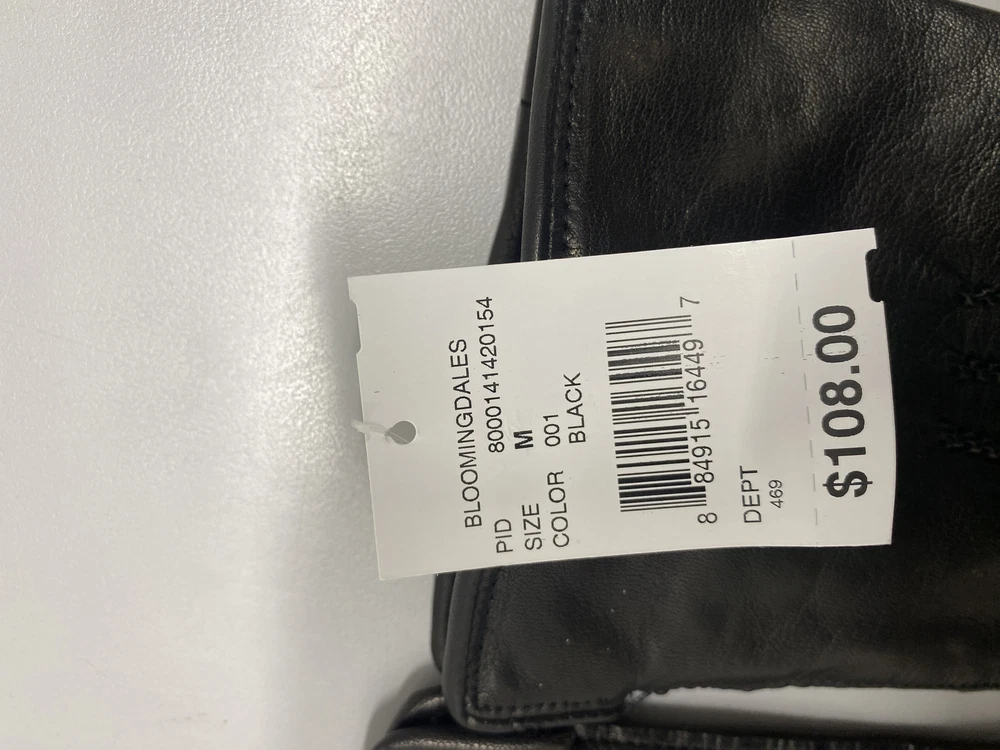 BLOOMINGDALES
PID 8000141420154
SIZE M
COLOR 001
BLACK
8 84915 16449 7
DEPT
469
$108.00